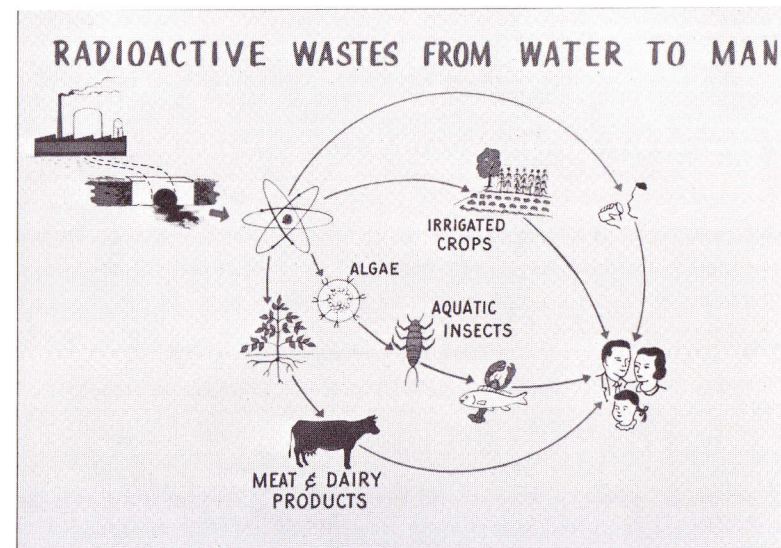 RADIOACTIVE WASTES FROM WATER TO MAN
IRRIGATED
CROPS
ALGAE
AQUATIC
INSECTS
MEAT & DAIRY
PRODUCTS